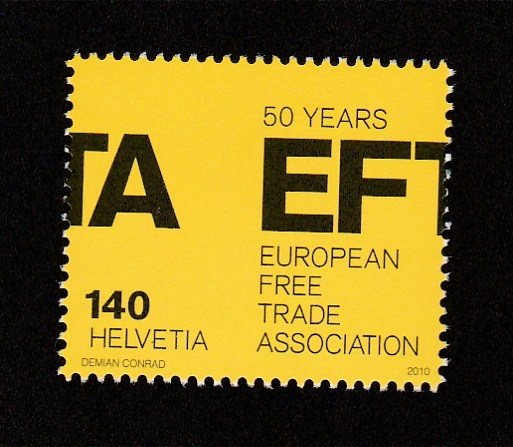 50 YEARS
TA EFT
EUROPEAN
FREE
TRADE
ASSOCIATION
140
HELVETIA
DEMIAN CONRAD
2010